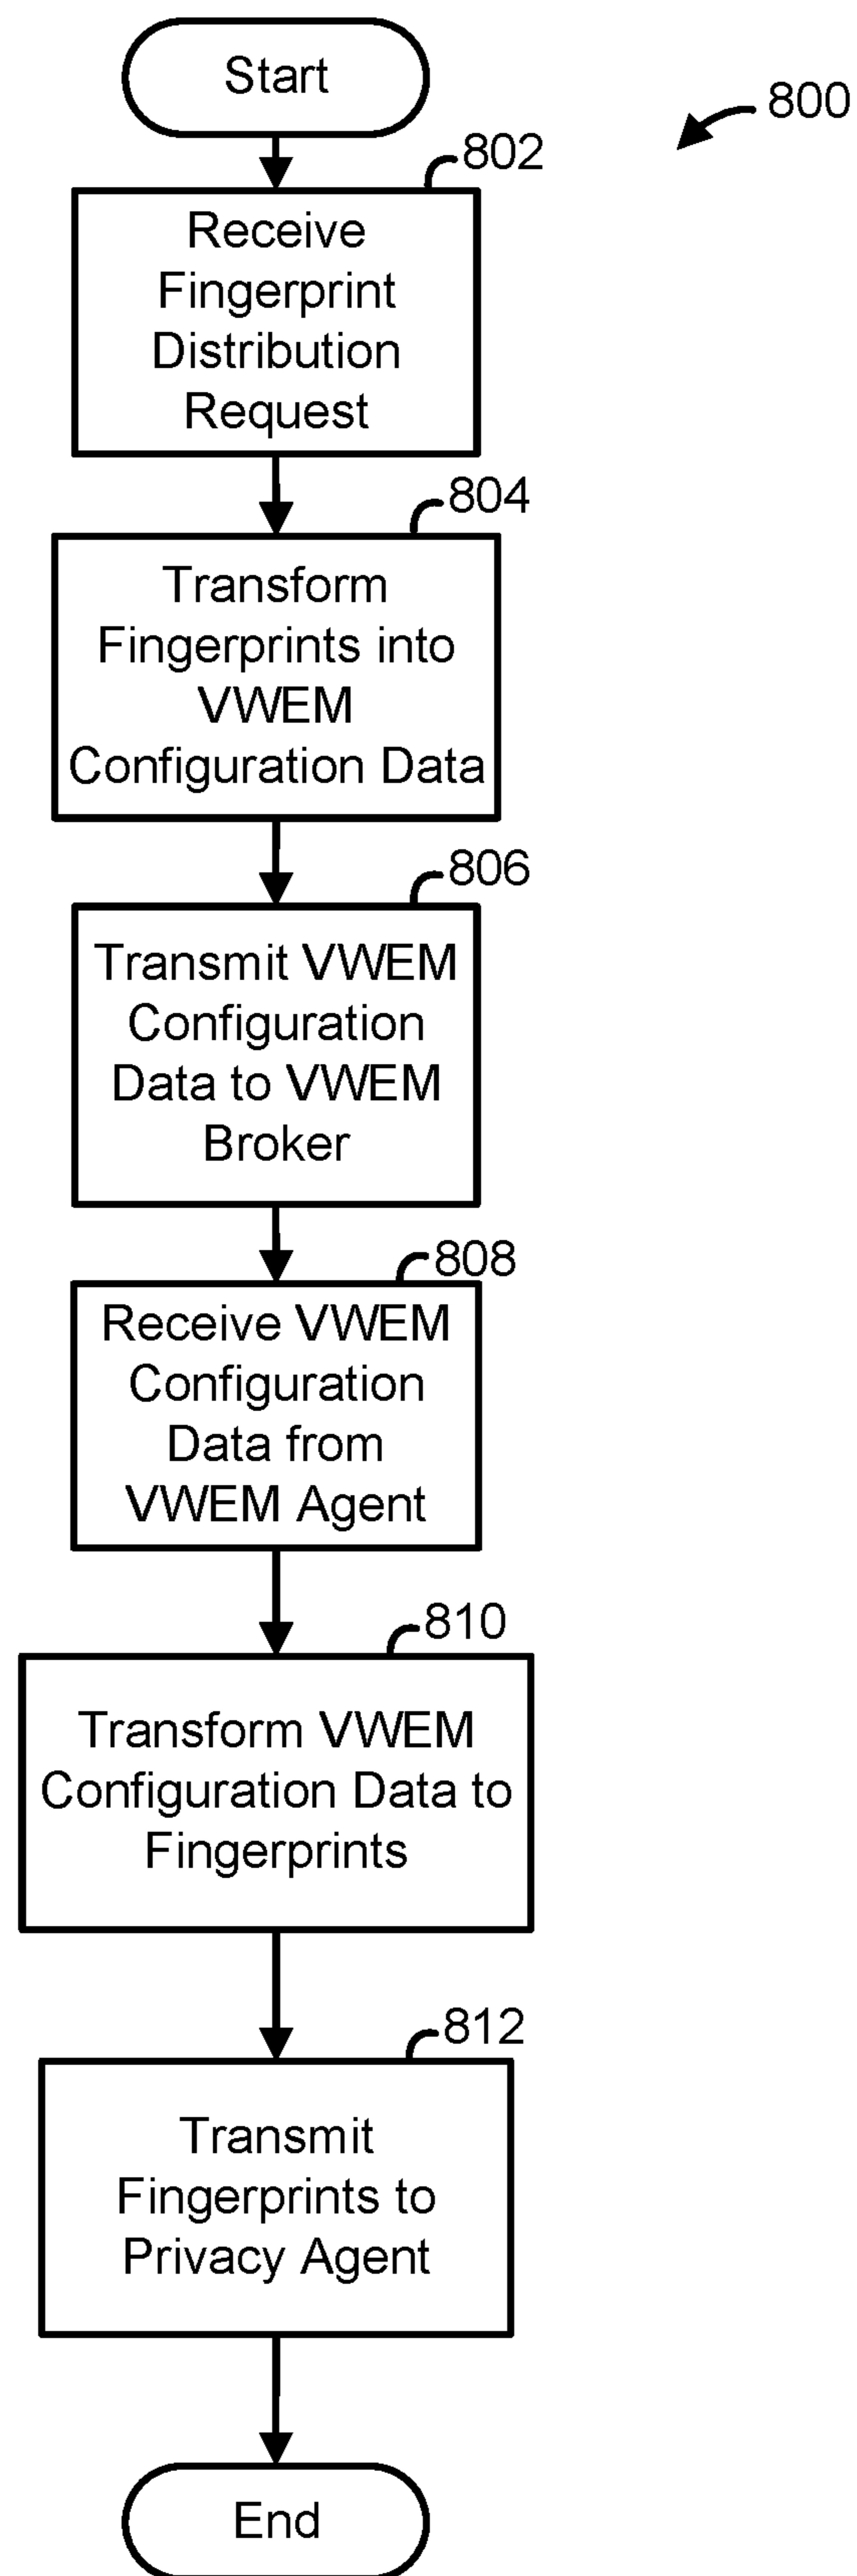 Start
800
802
Receive
Fingerprint
Distribution
Request
804
Transform
Fingerprints into
VWEM
Configuration Data
806
Transmit VWEM
Configuration
Data to VWEM
Broker
808
Receive VWEM
Configuration
Data from
VWEM Agent
810
Transform VWEM
Configuration Data to
Fingerprints
812
Transmit
Fingerprints to
Privacy Agent
End